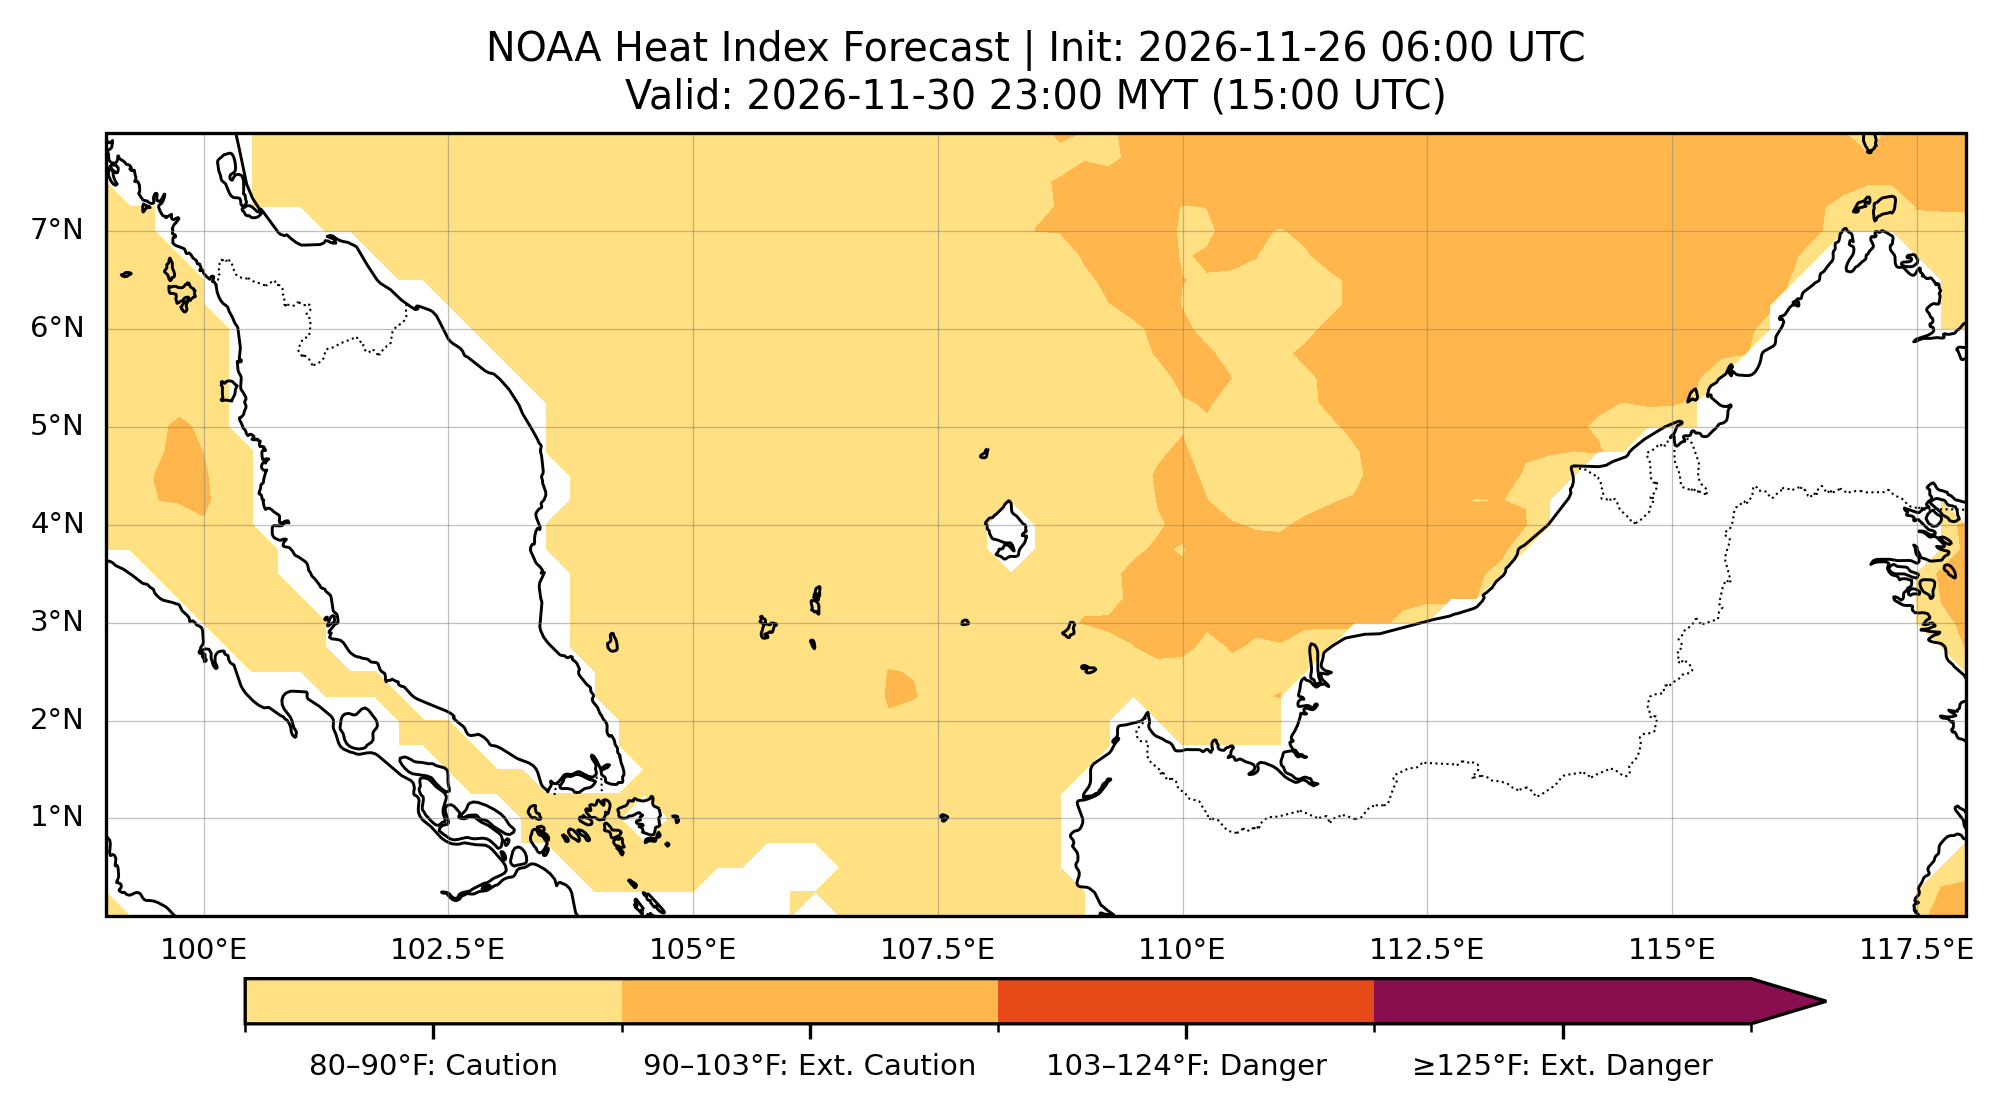 NOAA Heat Index Forecast | Init: 2026-11-26 06:00 UTC
Valid: 2026-11-30 23:00 MYT (15:00 UTC)
7°N
6°N
5°N
4°N
3°N
2°N
1°N
100°E
102.5°E
105°E
107.5°E
110°E
112.5°E
115°E
117.5°E
80–90°F: Caution
90–103°F: Ext. Caution
103–124°F: Danger
≥125°F: Ext. Danger